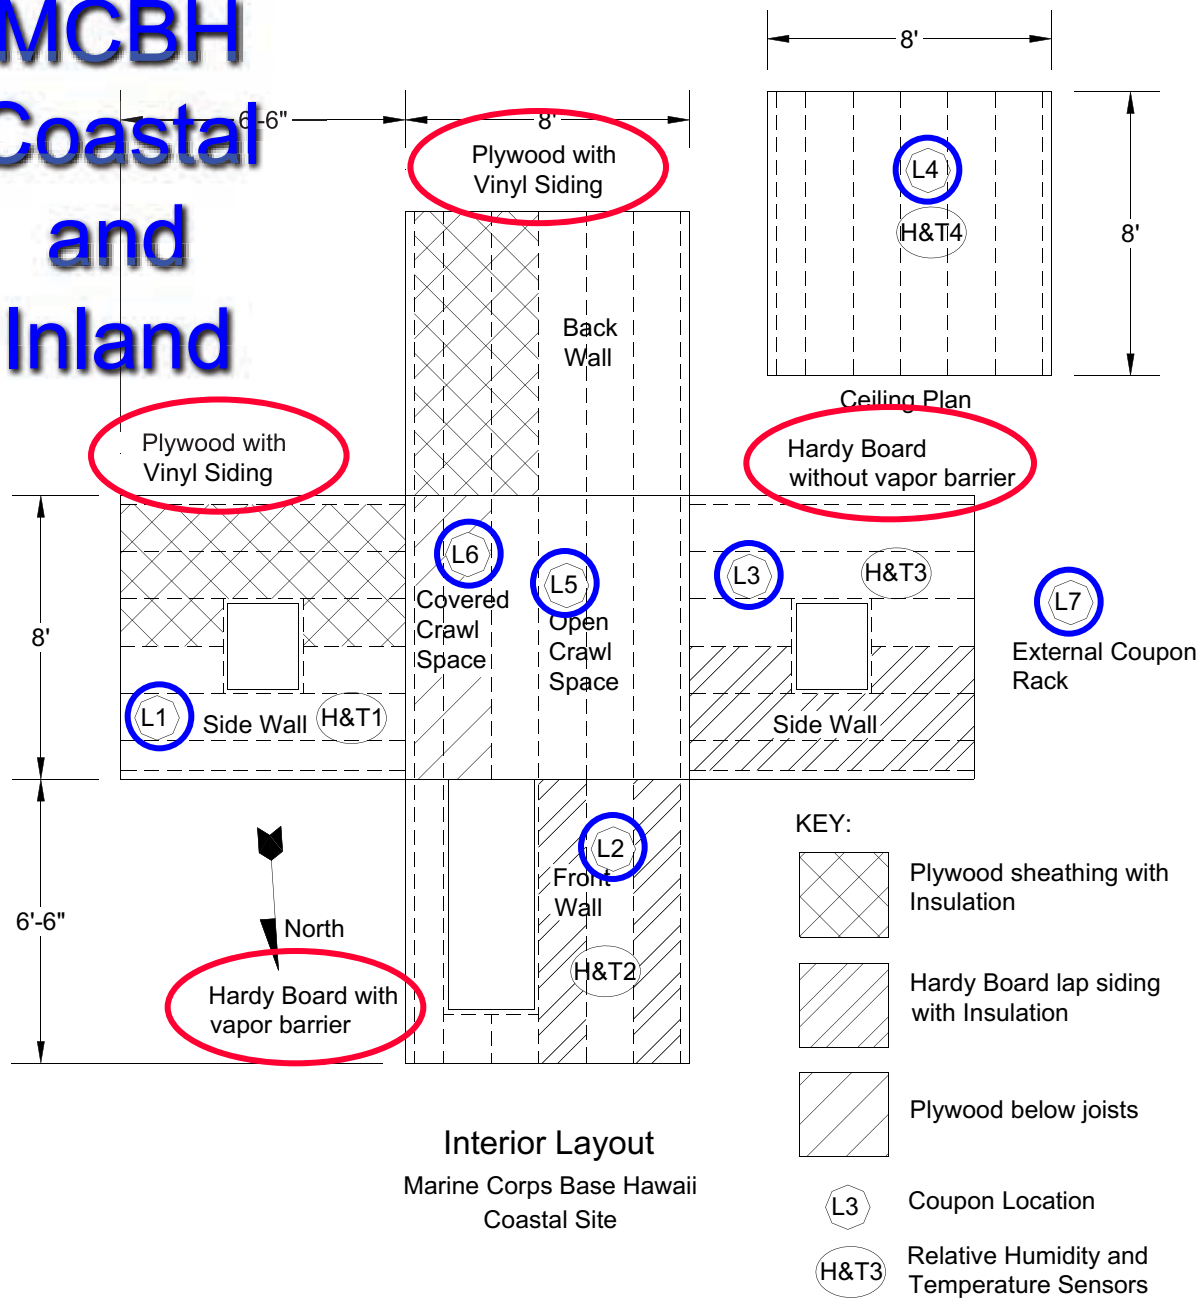 MCBH
Coastal
and
Inland
6'-6"
8'
8'
Plywood with
Vinyl Siding
L4
H&T4
8'
Back
Wall
Ceiling Plan
Plywood with
Vinyl Siding
Hardy Board
without vapor barrier
8'
L6
L5
L3
H&T3
L7
Covered
Crawl
Space
Open
Crawl
Space
External Coupon
Rack
L1
Side Wall
H&T1
Side Wall
L2
Front
Wall
H&T2
6'-6"
North
Hardy Board with
vapor barrier
KEY:
Plywood sheathing with
Insulation
Hardy Board lap siding
with Insulation
Plywood below joists
L3
Coupon Location
H&T3
Relative Humidity and
Temperature Sensors
Interior Layout
Marine Corps Base Hawaii
Coastal Site